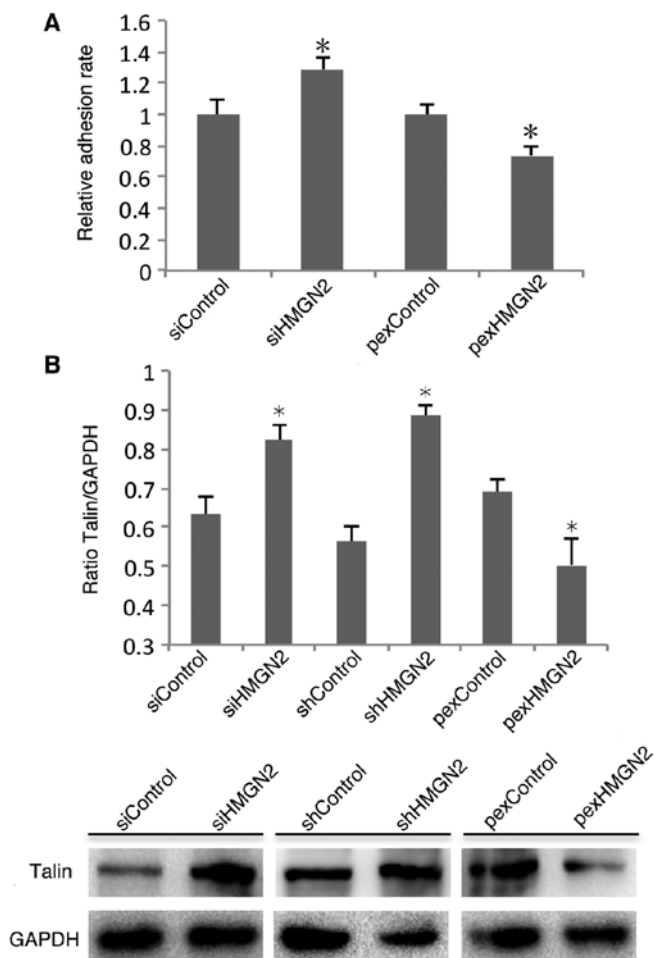 A
Relative adhesion rate
1.6
1.4
1.2
1
0.8
0.6
0.4
0.2
0
*
*
siControl
siHMGN2
pexControl
pexHMGN2
B
Ratio Talin/GAPDH
1
0.9
0.8
0.7
0.6
0.5
0.4
0.3
*
*
*
siControl
siHMGN2
shControl
shHMGN2
pexControl
pexHMGN2
siControl
siHMGN2
shControl
shHMGN2
pexControl
pexHMGN2
Talin
GAPDH